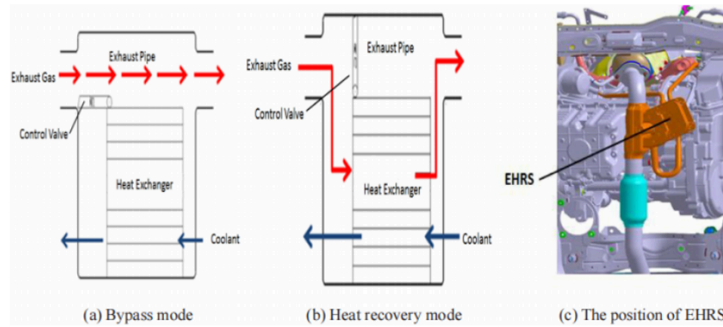 Exhaust Pipe
Exhaust Gas
Control Valve
Heat Exchanger
Coolant
(a) Bypass mode
Exhaust Pipe
Exhaust Gas
Control Valve
Heat Exchanger
Coolant
(b) Heat recovery mode
EHRS
(c) The position of EHRS